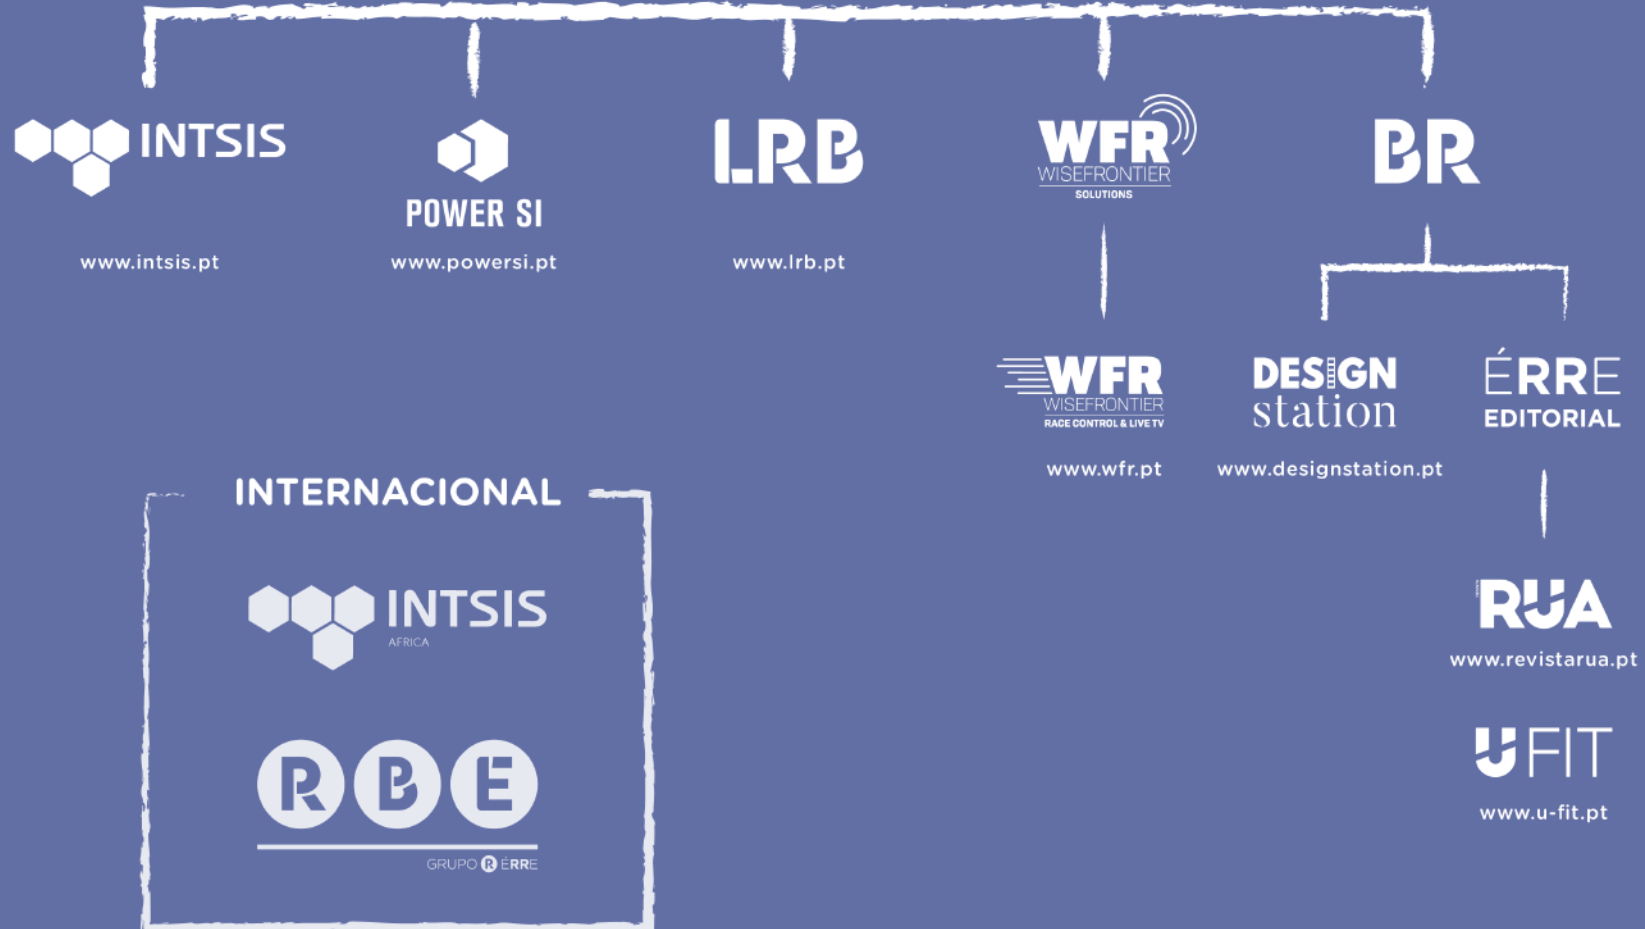 INTSIS
www.intsis.pt
POWER SI
www.powersi.pt
LRB
www.lrb.pt
WFR
WISEFRONTIER
SOLUTIONS
BR
WFR
WISEFRONTIER
RACE CONTROL & LIVE TV
www.wfr.pt
DESIGN
station
www.designstation.pt
ÉRRE
EDITORIAL
RUA
www.revistarua.pt
U FIT
www.u-fit.pt
INTERNACIONAL
INTSIS
AFRICA
RBE
GRUPO R ÉRRE